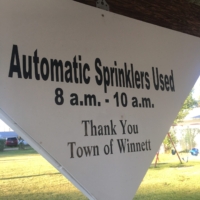 Automatic Sprinklers Used
8 a.m. - 10 a.m.
Thank You
Town of Winnett